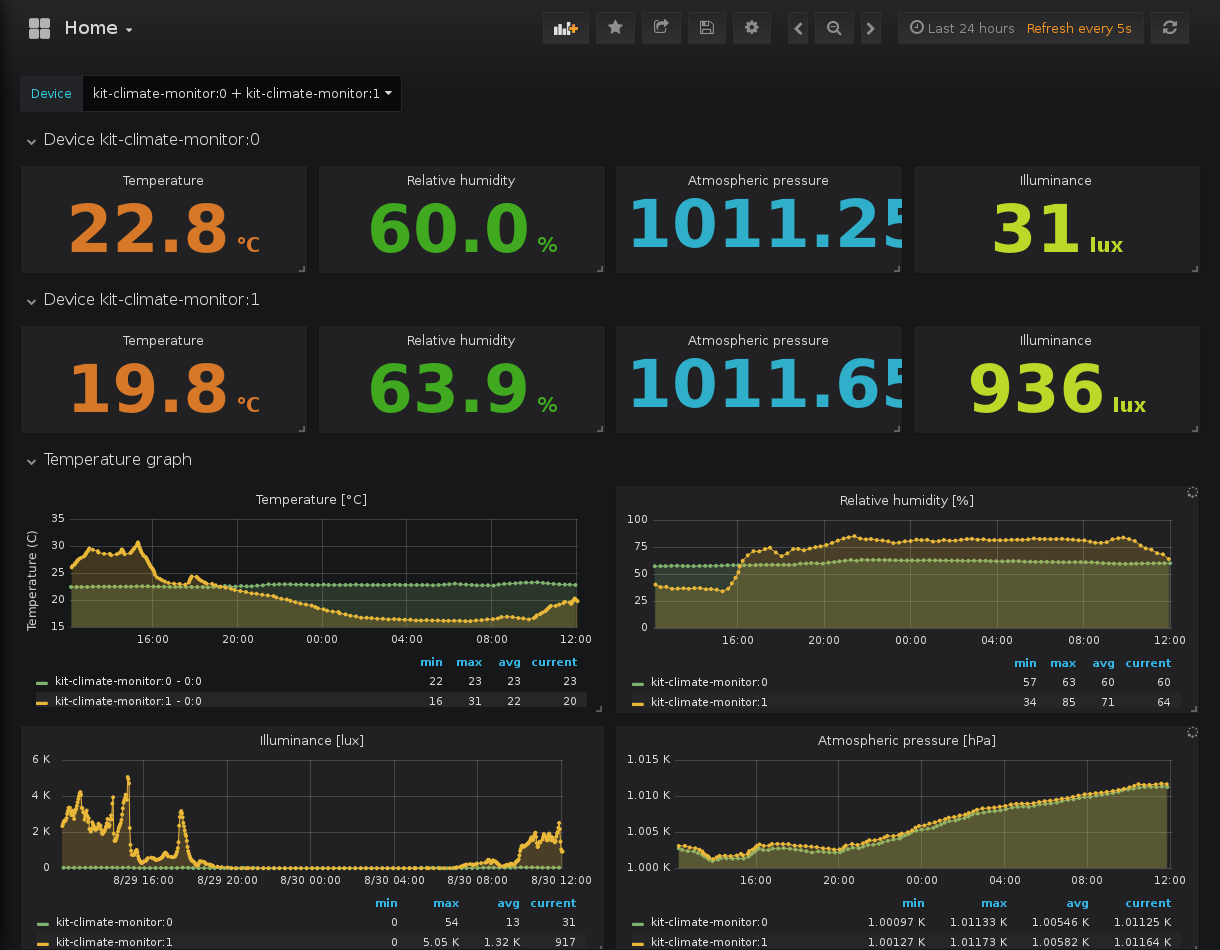 Home
Last 24 hours Refresh every 5s
Device kit-climate-monitor:0 + kit-climate-monitor:1
Device kit-climate-monitor:0
Temperature Relative humidity Atmospheric pressure Illuminance
22.8 °C 60.0 % 1011.25 31 lux
Device kit-climate-monitor:1
Temperature Relative humidity Atmospheric pressure Illuminance
19.8 °C 63.9 % 1011.65 936 lux
Temperature graph
Temperature [°C]
Temperature (C)
35
30
25
20
15
16:00 20:00 00:00 04:00 08:00 12:00
min max avg current
kit-climate-monitor:0 - 0:0 22 23 23 23
kit-climate-monitor:1 - 0:0 16 31 22 20
Relative humidity [%]
100
75
50
25
0
16:00 20:00 00:00 04:00 08:00 12:00
min max avg current
kit-climate-monitor:0 57 63 60 60
kit-climate-monitor:1 34 85 71 64
Illuminance [lux]
6 K
4 K
2 K
0
8/29 16:00 8/29 20:00 8/30 00:00 8/30 04:00 8/30 08:00 8/30 12:00
min max avg current
kit-climate-monitor:0 0 54 13 31
kit-climate-monitor:1 0 5.05 K 1.32 K 917
Atmospheric pressure [hPa]
1.015 K
1.010 K
1.005 K
1.000 K
16:00 20:00 00:00 04:00 08:00 12:00
min max avg current
kit-climate-monitor:0 1.00097 K 1.01133 K 1.00546 K 1.01125 K
kit-climate-monitor:1 1.00127 K 1.01173 K 1.00582 K 1.01164 K